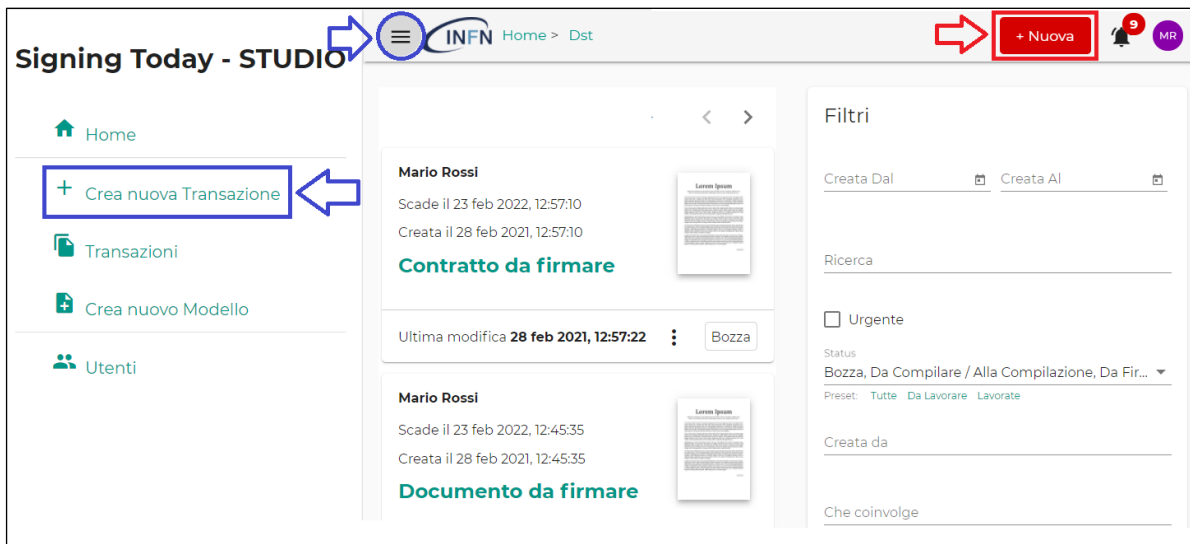 Signing Today - STUDIO
Home
Crea nuova Transazione
Transazioni
Crea nuovo Modello
Utenti
INFN Home > Dst
+ Nuova
9
MR
Mario Rossi
Scade il 23 feb 2022, 12:57:10
Creata il 28 feb 2021, 12:57:10
Contratto da firmare
Lorem Ipsum
Ultima modifica 28 feb 2021, 12:57:22
Bozza
Mario Rossi
Scade il 23 feb 2022, 12:45:35
Creata il 28 feb 2021, 12:45:35
Documento da firmare
Lorem Ipsum
Filtri
Creata Dal
Creata Al
Ricerca
Urgente
Status
Bozza, Da Compilare / Alla Compilazione, Da Fir...
Preset: Tutte Da Lavorare Lavorate
Creata da
Che coinvolge